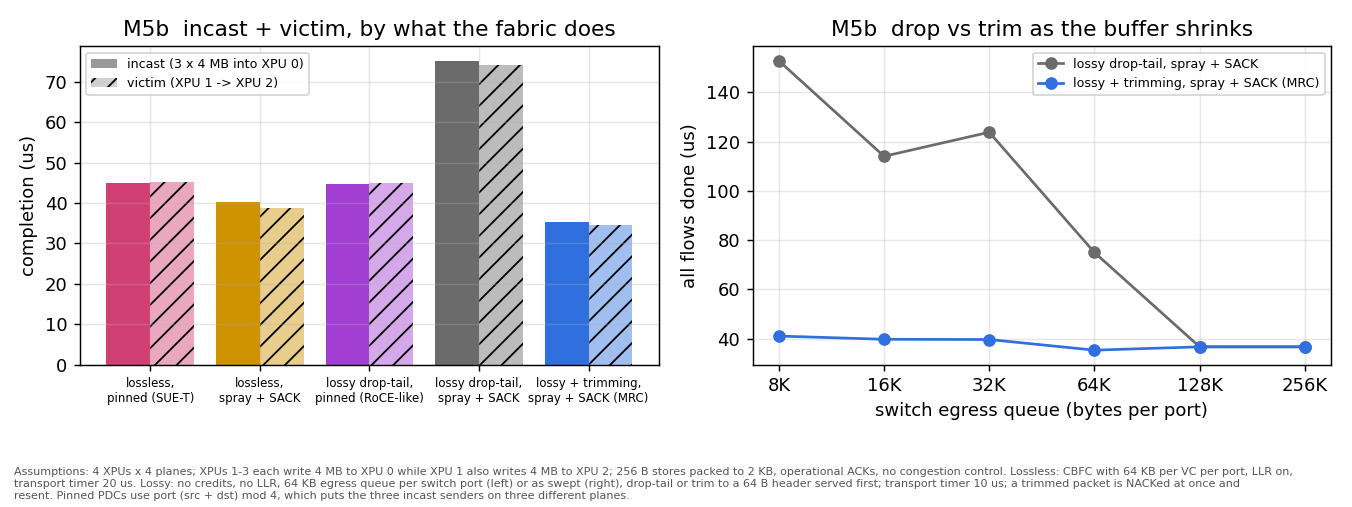 M5b  incast + victim, by what the fabric does
completion (us)
70
60
50
40
30
20
10
0
incast (3 x 4 MB into XPU 0)
victim (XPU 1 -> XPU 2)
lossless,
pinned (SUE-T)
lossless,
spray + SACK
lossy drop-tail,
pinned (RoCE-like)
lossy drop-tail,
spray + SACK
lossy + trimming,
spray + SACK (MRC)
M5b  drop vs trim as the buffer shrinks
all flows done (us)
140
120
100
80
60
40
lossy drop-tail, spray + SACK
lossy + trimming, spray + SACK (MRC)
8K
16K
32K
64K
128K
256K
switch egress queue (bytes per port)
Assumptions: 4 XPUs x 4 planes; XPUs 1-3 each write 4 MB to XPU 0 while XPU 1 also writes 4 MB to XPU 2; 256 B stores packed to 2 KB, operational ACKs, no congestion control. Lossless: CBFC with 64 KB per VC per port, LLR on,
transport timer 20 us. Lossy: no credits, no LLR, 64 KB egress queue per switch port (left) or as swept (right), drop-tail or trim to a 64 B header served first; transport timer 10 us; a trimmed packet is NACKed at once and
resent. Pinned PDCs use port (src + dst) mod 4, which puts the three incast senders on three different planes.